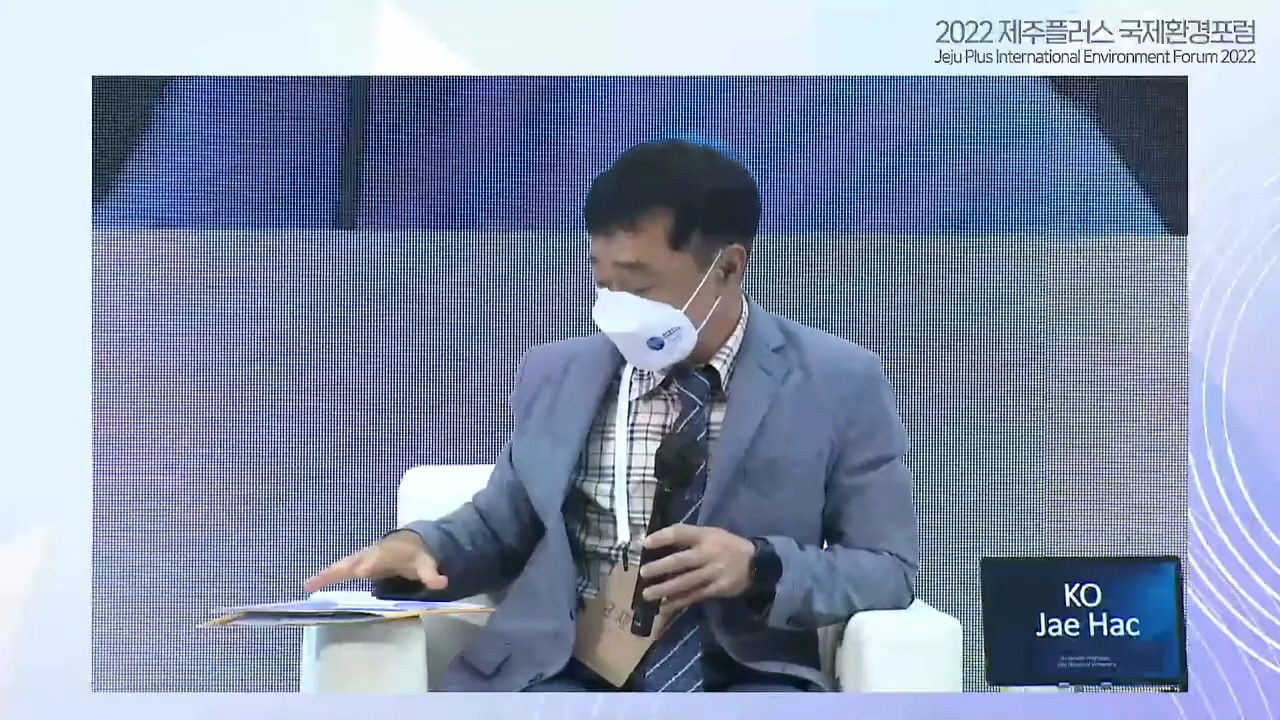 2022 제주플러스 국제환경포럼
Jeju Plus International Environment Forum 2022
KO
Jae Hac